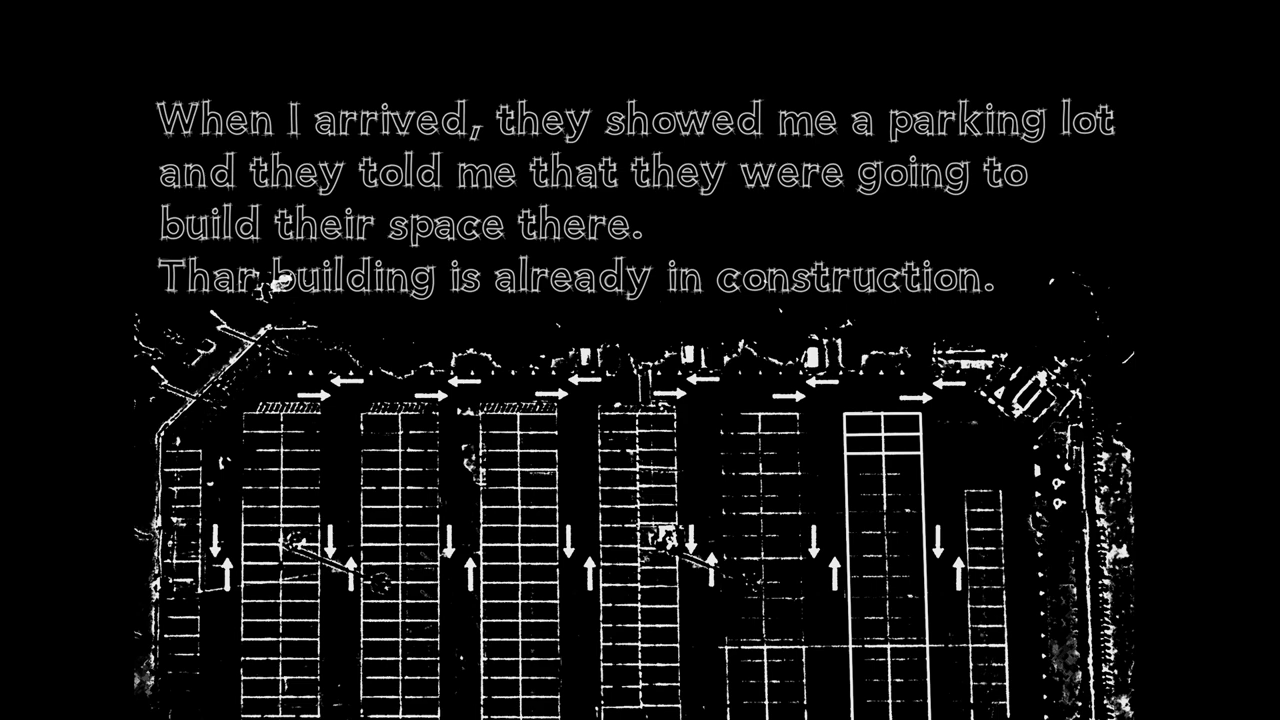 When I arrived, they showed me a parking lot
and they told me that they were going to
build their space there.
Thar building is already in construction.